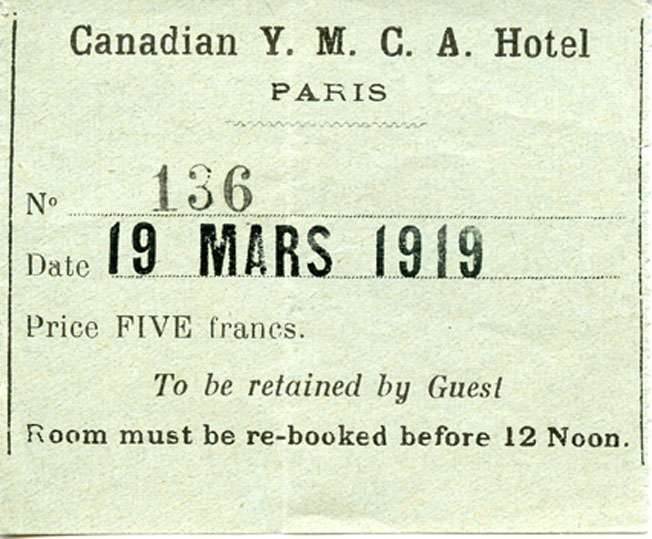 Canadian Y. M. C. A. Hotel
PARIS
Nº 136
Date 19 MARS 1919
Price FIVE francs.
To be retained by Guest
Room must be re-booked before 12 Noon.